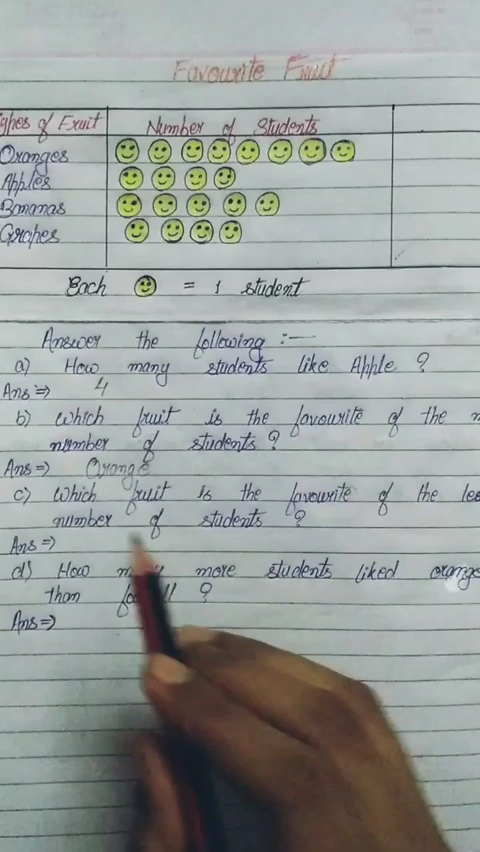 Favourite Fruit
Types of Fruit Number of Students
Oranges
Apples
Bananas
Grapes
Each = 1 student
Answer the following :—
a) How many students like Apple ?
Ans => 4
b) Which fruit is the favourite of the
number of students ?
Ans => Orange
c) Which fruit is the favourite of the
number of students ?
Ans =>
d) How more students liked orange
than ?
Ans =>